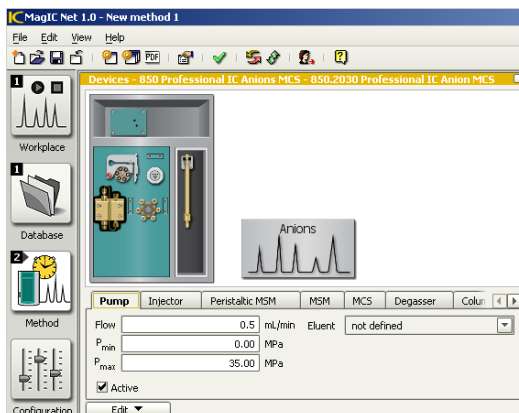 MagIC Net 1.0 - New method 1
File Edit View Help
PDF
Devices - 850 Professional IC Anions MCS - 850.2030 Professional IC Anion MCS
1
Workplace
1
Database
2
Method
Configuration
Anions
Pump Injector Peristaltic MSM MSM MCS Degasser Colur
Flow 0.5 mL/min Eluent not defined
Pmin 0.00 MPa
Pmax 35.00 MPa
Active
Edit